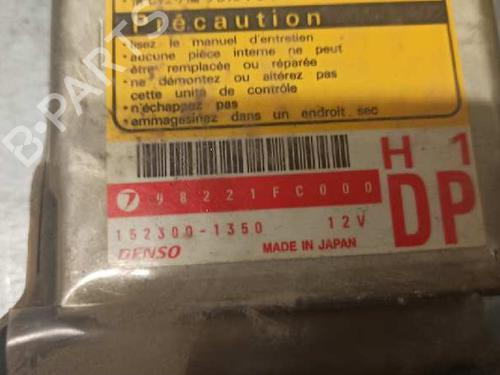 Précaution
•lisez le manuel d'entretien
•aucune pièce interne ne peut
être remplacée ou réparée
•ne démontez ou altérez pas
cette unité de contrôle
•n'échappez pas
•emmagasinez dans un endroit sec
H 1
7 98221FC000
DP
152300-1350 12V
DENSO MADE IN JAPAN
B-PARTS